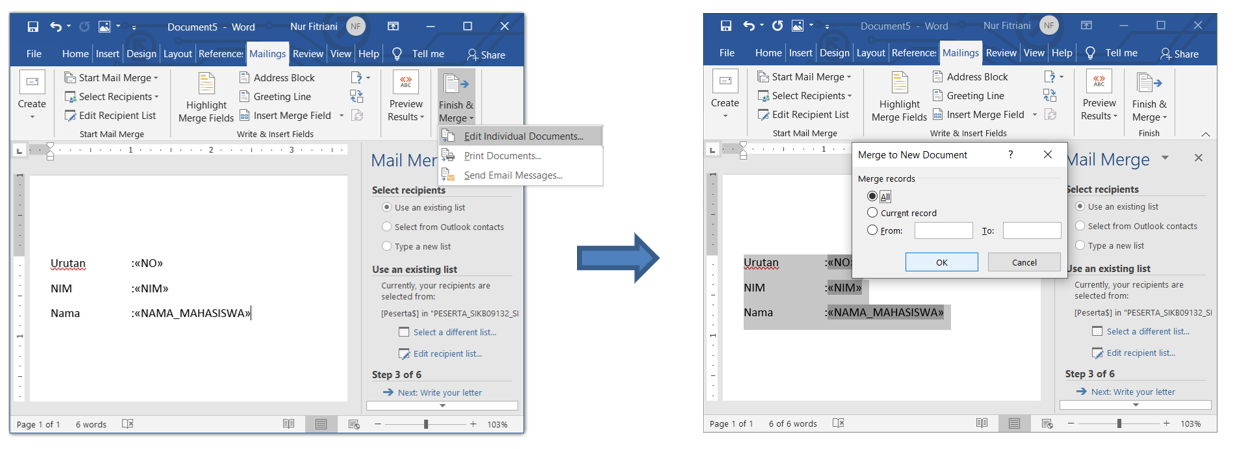 Document5 - Word Nur Fitriani NF
File Home Insert Design Layout Reference: Mailings Review View Help Tell me Share
Create
Start Mail Merge
Select Recipients
Edit Recipient List
Start Mail Merge
Highlight
Merge Fields
Address Block
Greeting Line
Insert Merge Field
Write & Insert Fields
ABC
Preview
Results
Finish &
Merge
Edit Individual Documents...
Print Documents...
Send Email Messages...
L 1 2 3
Mail Mer
Select recipients
Use an existing list
Select from Outlook contacts
Type a new list
Use an existing list
Currently, your recipients are
selected from:
[Peserta$] in "PESERTA_SIKB09132_SI
Select a different list...
Edit recipient list...
Step 3 of 6
Next: Write your letter
Urutan :«NO»
NIM :«NIM»
Nama :«NAMA_MAHASISWA»
Page 1 of 1 6 words 103%
Document5 - Word Nur Fitriani NF
File Home Insert Design Layout Reference: Mailings Review View Help Tell me Share
Create
Start Mail Merge
Select Recipients
Edit Recipient List
Start Mail Merge
Highlight
Merge Fields
Address Block
Greeting Line
Insert Merge Field
Write & Insert Fields
ABC
Preview
Results
Finish &
Merge
Finish
L 1
Merge to New Document ?
Merge records
All
Current record
From: To:
OK Cancel
Mail Merge
Select recipients
Use an existing list
Select from Outlook contacts
Type a new list
Use an existing list
Currently, your recipients are
selected from:
[Peserta$] in "PESERTA_SIKB09132_SI
Select a different list...
Edit recipient list...
Step 3 of 6
Next: Write your letter
Urutan :«NO»
NIM :«NIM»
Nama :«NAMA_MAHASISWA»
Page 1 of 1 6 of 6 words 103%